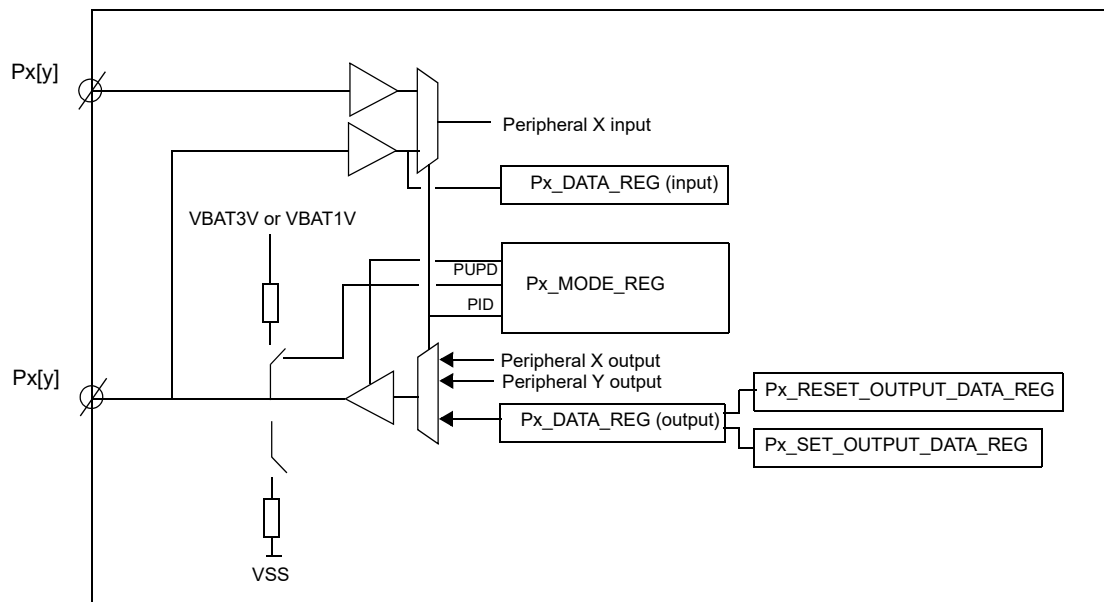 Px[y]
Peripheral X input
Px_DATA_REG (input)
VBAT3V or VBAT1V
PUPD
Px_MODE_REG
PID
Peripheral X output
Px[y]
Peripheral Y output
Px_RESET_OUTPUT_DATA_REG
Px_DATA_REG (output)
Px_SET_OUTPUT_DATA_REG
VSS